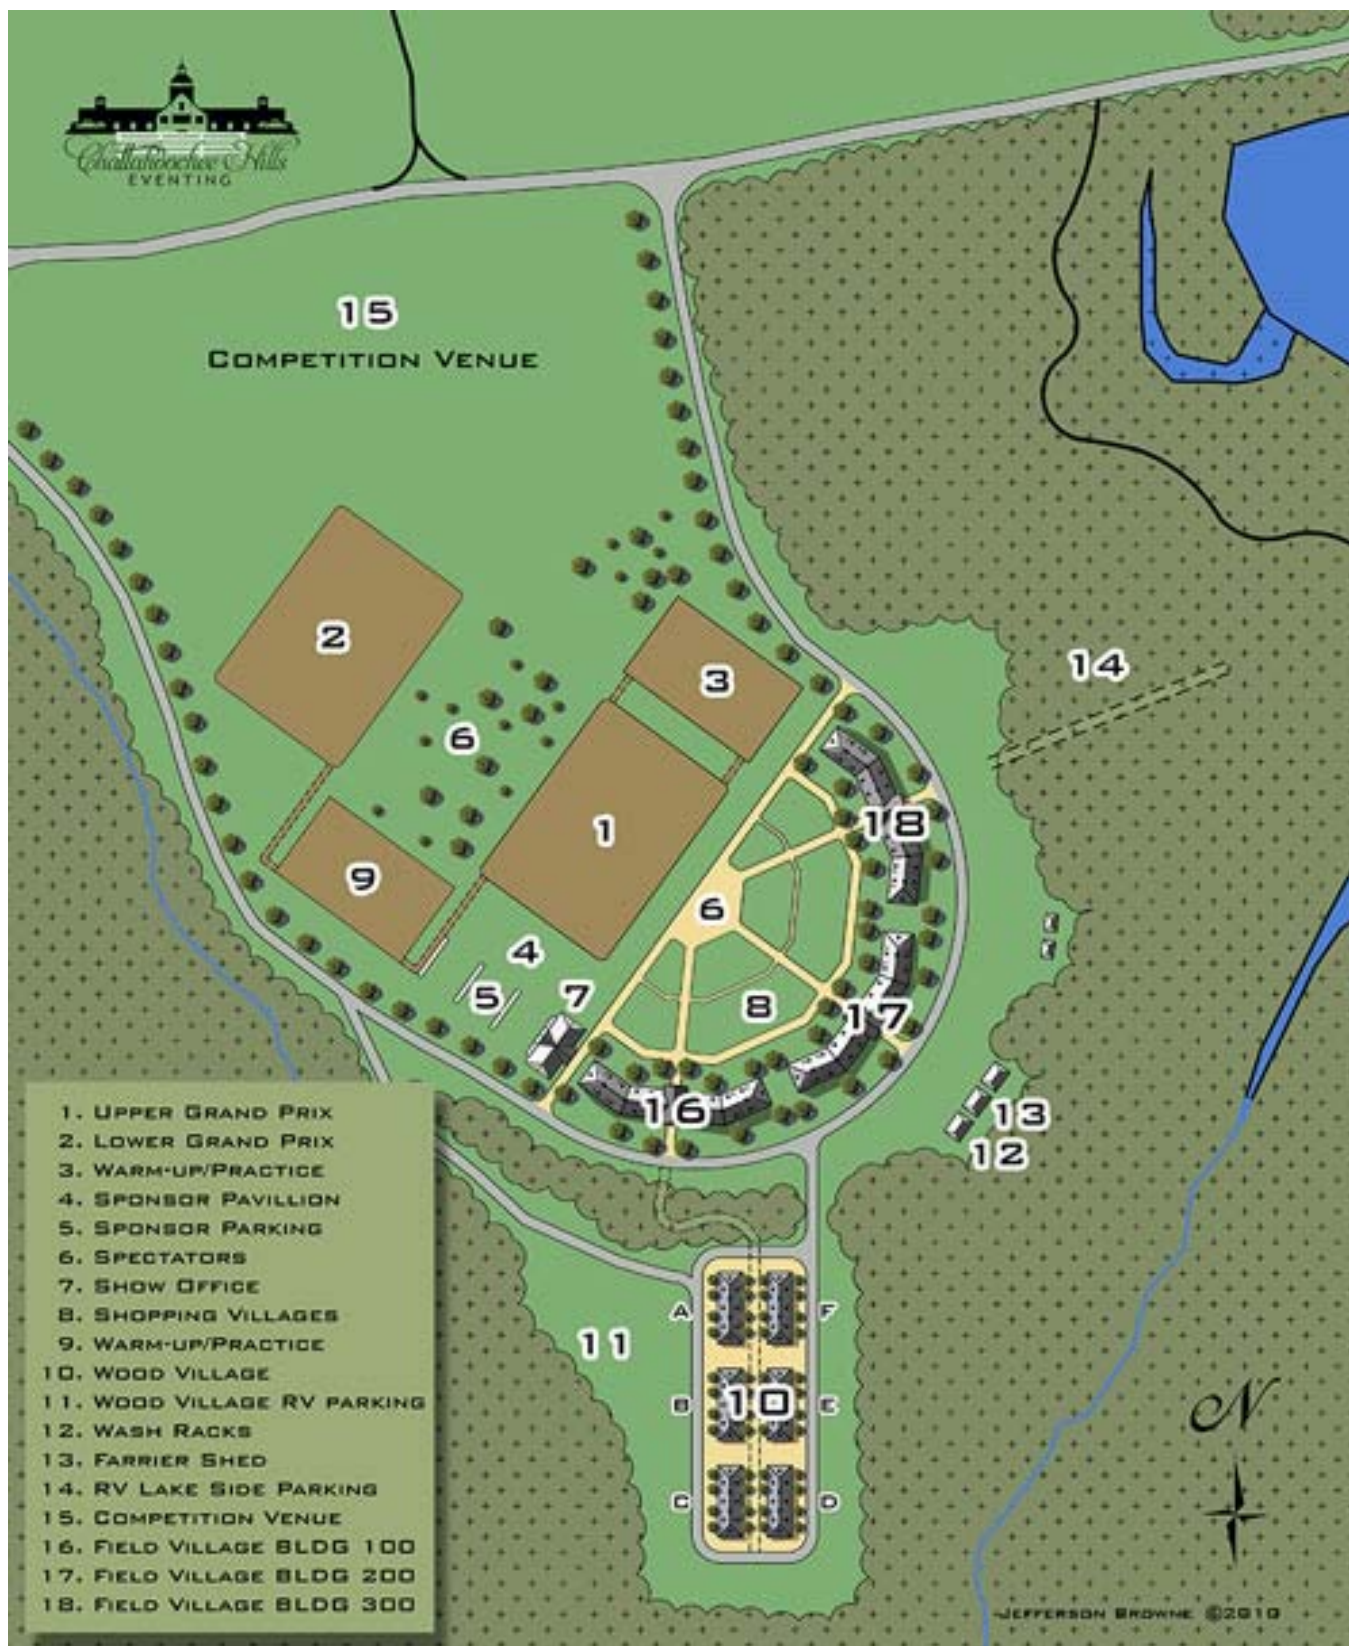 Chattahoochee Hills
EVENTING
15
COMPETITION VENUE
2
3
14
6
1
18
9
6
4
5
7
8
17
16
13
12
A
F
11
B
10
E
C
D
N
1. UPPER GRAND PRIX
2. LOWER GRAND PRIX
3. WARM-UP/PRACTICE
4. SPONSOR PAVILLION
5. SPONSOR PARKING
6. SPECTATORS
7. SHOW OFFICE
8. SHOPPING VILLAGES
9. WARM-UP/PRACTICE
10. WOOD VILLAGE
11. WOOD VILLAGE RV PARKING
12. WASH RACKS
13. FARRIER SHED
14. RV LAKE SIDE PARKING
15. COMPETITION VENUE
16. FIELD VILLAGE BLDG 100
17. FIELD VILLAGE BLDG 200
18. FIELD VILLAGE BLDG 300
JEFFERSON BROWNE ©2010